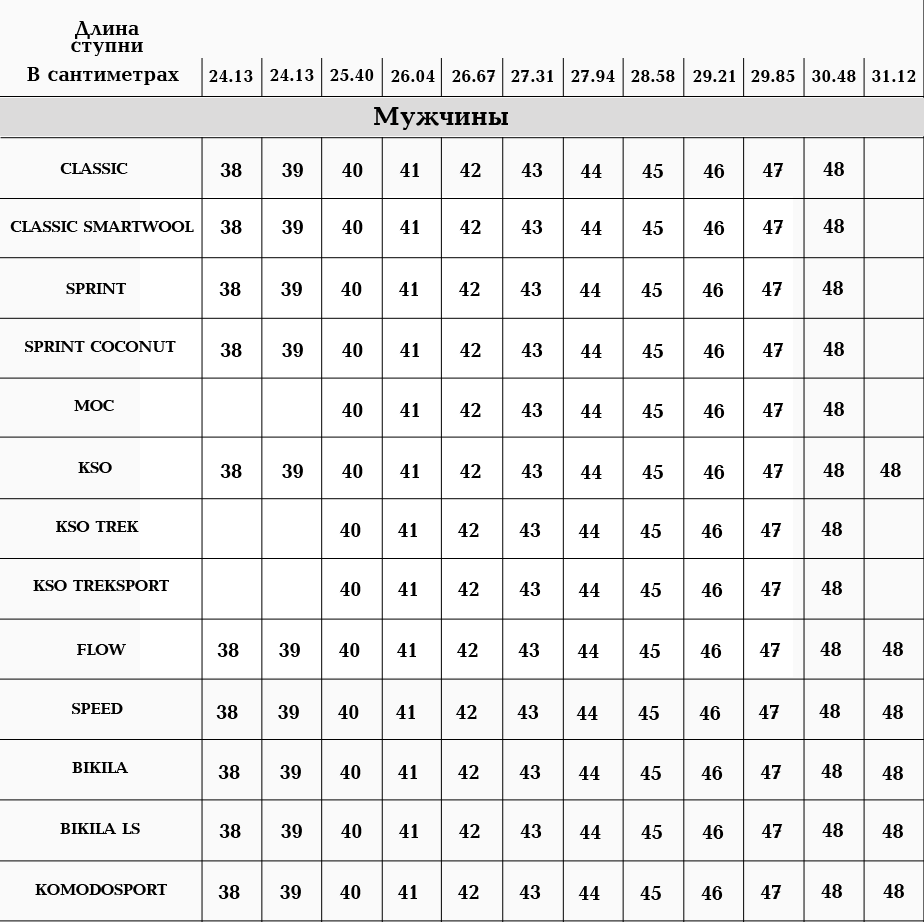 Длина
ступни
В сантиметрах 24.13 24.13 25.40 26.04 26.67 27.31 27.94 28.58 29.21 29.85 30.48 31.12
Мужчины
CLASSIC 38 39 40 41 42 43 44 45 46 47 48
CLASSIC SMARTWOOL 38 39 40 41 42 43 44 45 46 47 48
SPRINT 38 39 40 41 42 43 44 45 46 47 48
SPRINT COCONUT 38 39 40 41 42 43 44 45 46 47 48
MOC 40 41 42 43 44 45 46 47 48
KSO 38 39 40 41 42 43 44 45 46 47 48 48
KSO TREK 40 41 42 43 44 45 46 47 48
KSO TREKSPORT 40 41 42 43 44 45 46 47 48
FLOW 38 39 40 41 42 43 44 45 46 47 48 48
SPEED 38 39 40 41 42 43 44 45 46 47 48 48
BIKILA 38 39 40 41 42 43 44 45 46 47 48 48
BIKILA LS 38 39 40 41 42 43 44 45 46 47 48 48
KOMODOSPORT 38 39 40 41 42 43 44 45 46 47 48 48